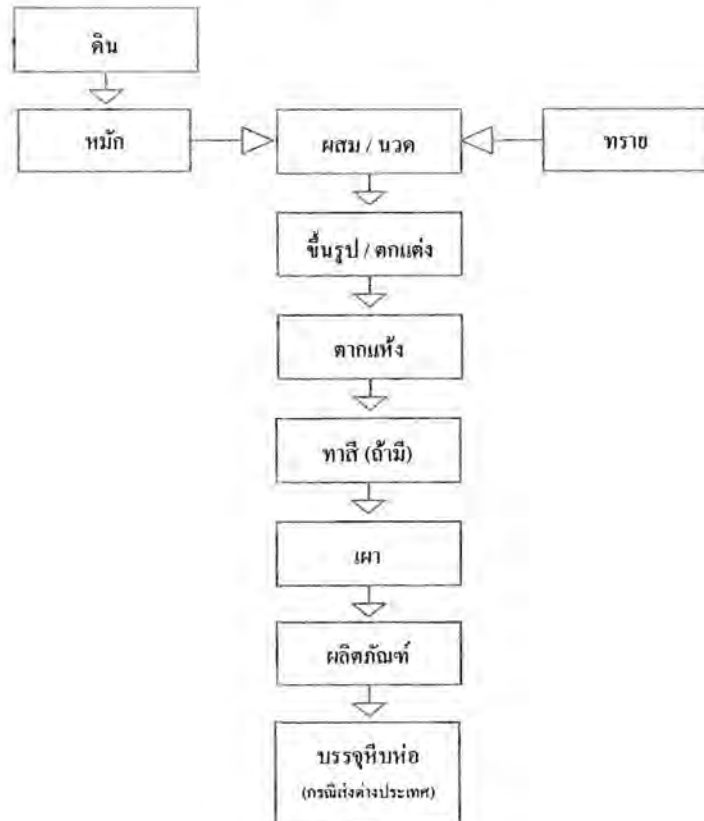 ดิน
หมัก
ผสม / นวด
ทราย
ขึ้นรูป / ตกแต่ง
ตากแห้ง
ทาสี (ถ้ามี)
เผา
ผลิตภัณฑ์
บรรจุหีบห่อ
(กรณีส่งต่างประเทศ)